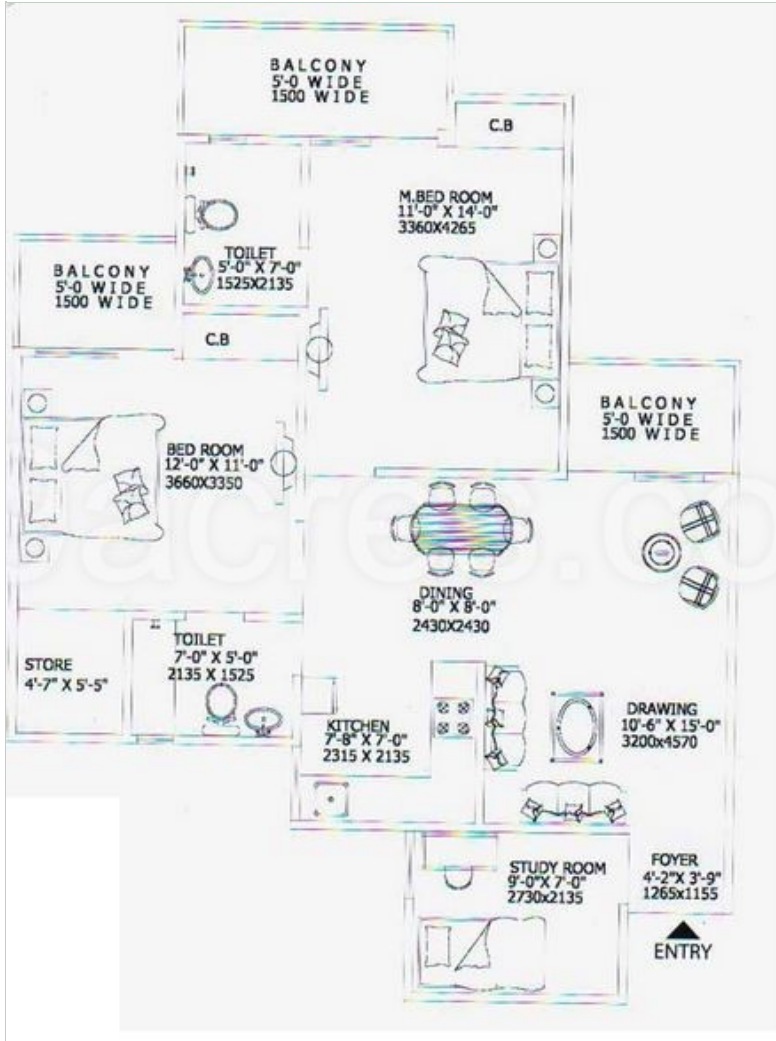 BALCONY
5'-0 WIDE
1500 WIDE
C.B
M.BED ROOM
11'-0" X 14'-0"
3360X4265
TOILET
5'-0" X 7'-0"
1525X2135
BALCONY
5'-0 WIDE
1500 WIDE
C.B
BALCONY
5'-0 WIDE
1500 WIDE
BED ROOM
12'-0" X 11'-0"
3660X3350
DINING
8'-0" X 8'-0"
2430X2430
TOILET
7'-0" X 5'-0"
2135 X 1525
STORE
4'-7" X 5'-5"
DRAWING
10'-6" X 15'-0"
3200x4570
KITCHEN
7'-8" X 7'-0"
2315 X 2135
STUDY ROOM
9'-0"X 7'-0"
2730x2135
FOYER
4'-2"X 3'-9"
1265x1155
ENTRY